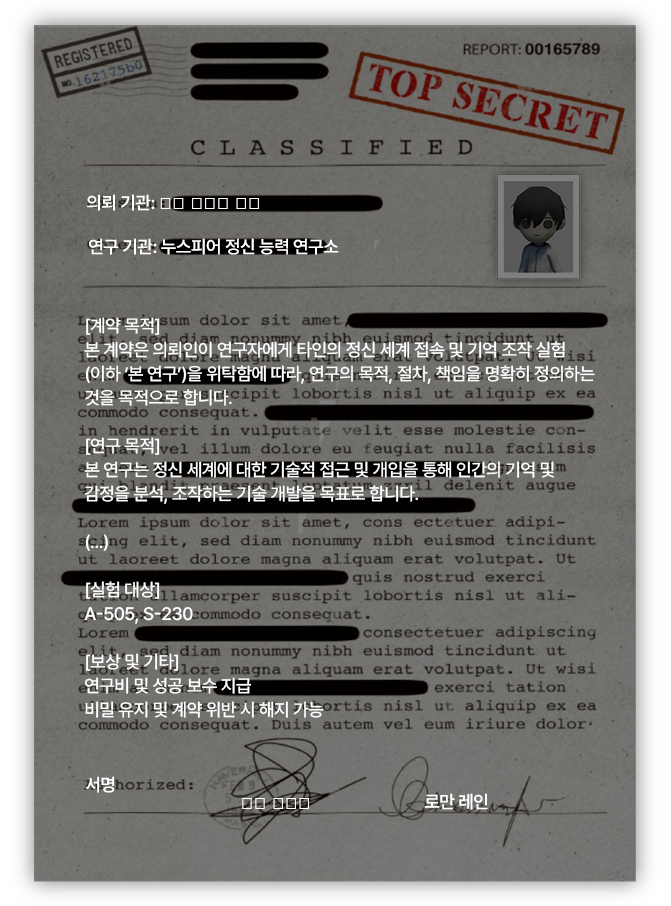 REGISTERED
NO.162175b0
REPORT: 00165789
TOP SECRET
CLASSIFIED
의뢰 기관: □□ □□□ □□
연구 기관: 누스피어 정신 능력 연구소
[계약 목적]
본 계약은 의뢰인이 연구자에게 타인의 정신 세계 접속 및 기억 조작 실험
(이하 ‘본 연구’)을 위탁함에 따라, 연구의 목적, 절차, 책임을 명확히 정의하는
것을 목적으로 합니다.
[연구 목적]
본 연구는 정신 세계에 대한 기술적 접근 및 개입을 통해 인간의 기억 및
감정을 분석, 조작하는 기술 개발을 목표로 합니다.
(...)
[실험 대상]
A-505, S-230
[보상 및 기타]
연구비 및 성공 보수 지급
비밀 유지 및 계약 위반 시 해지 가능
서명
□□ □□□
로만 레인
ipsum dolor sit amet,
commodo consequat.
in hendrerit in vulputate velit esse molestie con-
vel illum dolore eu feugiat nulla facilisis
Lorem ipsum dolor sit amet, cons ectetuer adipi-
elit, sed diam nonummy nibh euismod tincidunt
ut laoreet dolore magna aliquam erat volutpat. Ut
quis nostrud exerci
ullamcorper suscipit lobortis nisl ut ali-
commodo consequat.
Lorem consectetuer adipiscing
diam nonummy nibh euismod tincidunt ut
dolore magna aliquam erat volutpat. Ut wisi
exerci tation
lobortis nisl ut aliquip ex ea
commodo consequat. Duis autem vel eum iriure dolor